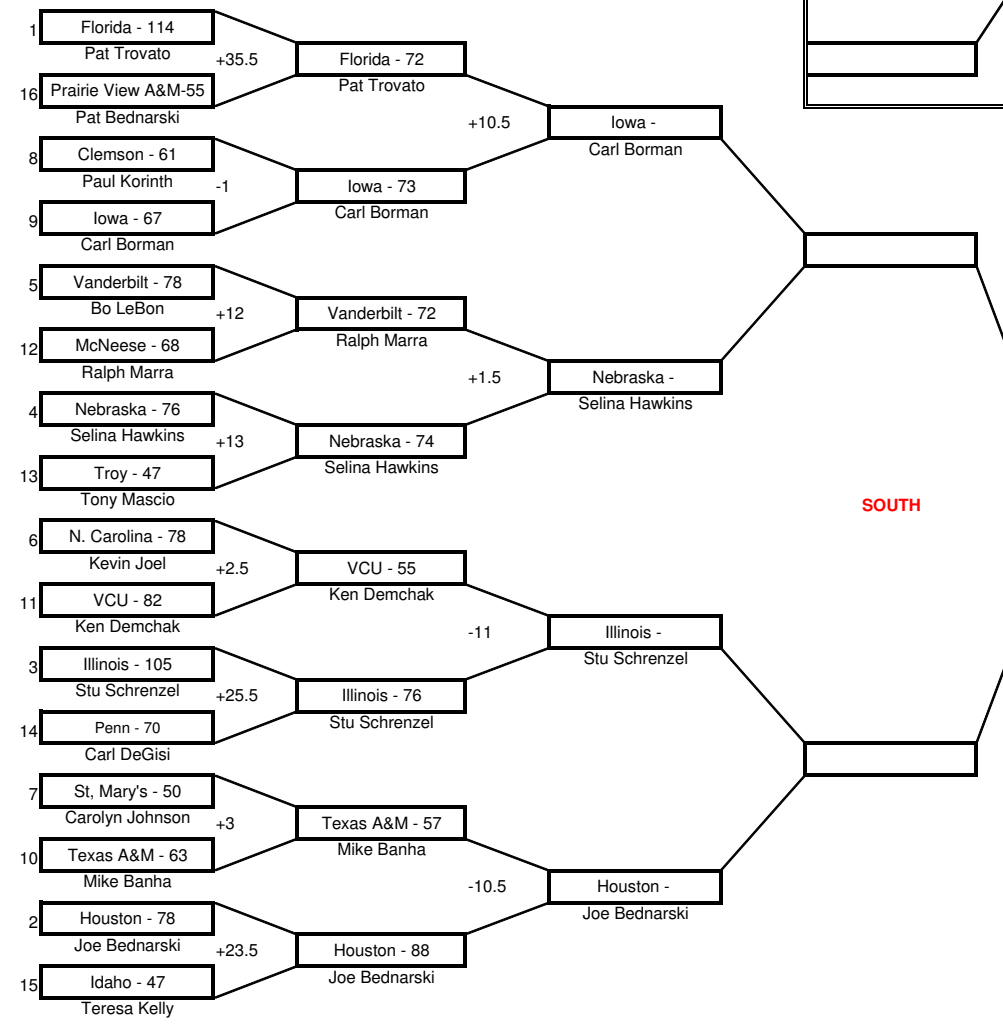 1
Florida - 114
Pat Trovato
+35.5
16
Prairie View A&M-55
Pat Bednarski
Florida - 72
Pat Trovato
+10.5
8
Clemson - 61
Paul Korinth
-1
9
Iowa - 67
Carl Borman
Iowa - 73
Carl Borman
Iowa -
Carl Borman
5
Vanderbilt - 78
Bo LeBon
+12
12
McNeese - 68
Ralph Marra
Vanderbilt - 72
Ralph Marra
+1.5
4
Nebraska - 76
Selina Hawkins
+13
13
Troy - 47
Tony Mascio
Nebraska - 74
Selina Hawkins
Nebraska -
Selina Hawkins
SOUTH
6
N. Carolina - 78
Kevin Joel
+2.5
11
VCU - 82
Ken Demchak
VCU - 55
Ken Demchak
-11
3
Illinois - 105
Stu Schrenzel
+25.5
14
Penn - 70
Carl DeGisi
Illinois - 76
Stu Schrenzel
Illinois -
Stu Schrenzel
7
St, Mary's - 50
Carolyn Johnson
+3
10
Texas A&M - 63
Mike Banha
Texas A&M - 57
Mike Banha
-10.5
2
Houston - 78
Joe Bednarski
+23.5
15
Idaho - 47
Teresa Kelly
Houston - 88
Joe Bednarski
Houston -
Joe Bednarski